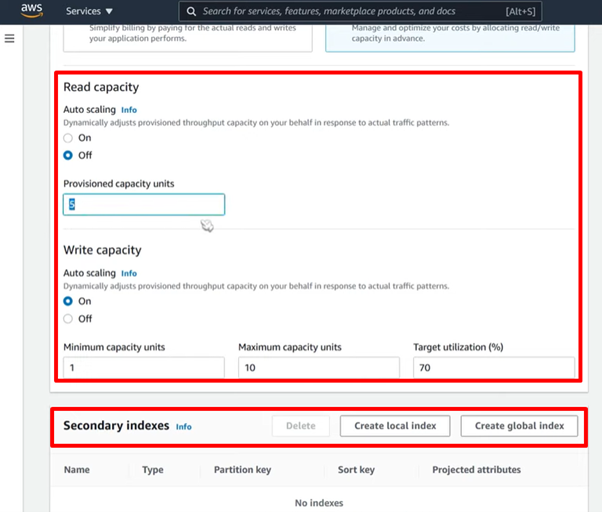 aws
Services ▼
Search for services, features, marketplace products, and docs
[Alt+S]
Simplify billing by paying for the actual reads and writes your application performs.
Manage and optimize your costs by allocating read/write capacity in advance.
Read capacity
Auto scaling Info
Dynamically adjusts provisioned throughput capacity on your behalf in response to actual traffic patterns.
On
Off
Provisioned capacity units
5
Write capacity
Auto scaling Info
Dynamically adjusts provisioned throughput capacity on your behalf in response to actual traffic patterns.
On
Off
Minimum capacity units Maximum capacity units Target utilization (%)
1 10 70
Secondary indexes Info Delete Create local index Create global index
Name Type Partition key Sort key Projected attributes
No indexes